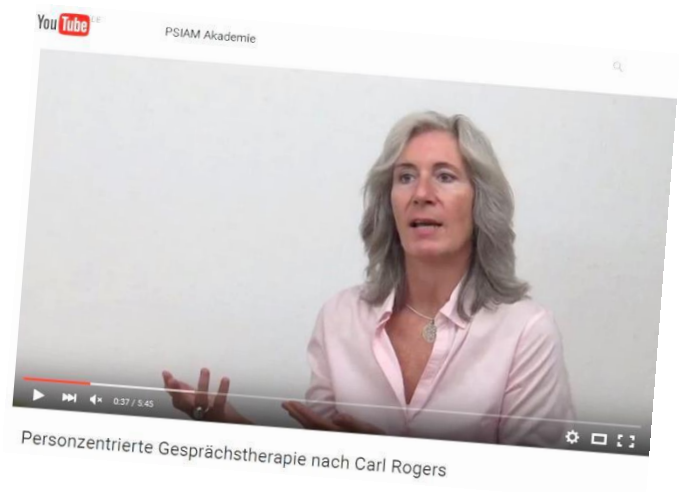 YouTube
PSIAM Akademie
0:37 / 5:45
Personzentrierte Gesprächstherapie nach Carl Rogers